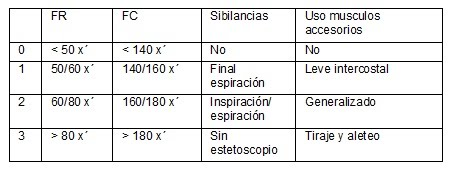 FR FC Sibilancias Uso musculos
accesorios
0 < 50 x´ < 140 x´ No No
1 50/60 x´ 140/160 x´ Final Leve intercostal
espiración
2 60/80 x´ 160/180 x´ Inspiración/ Generalizado
espiración
3 > 80 x´ > 180 x´ Sin Tiraje y aleteo
estetoscopio